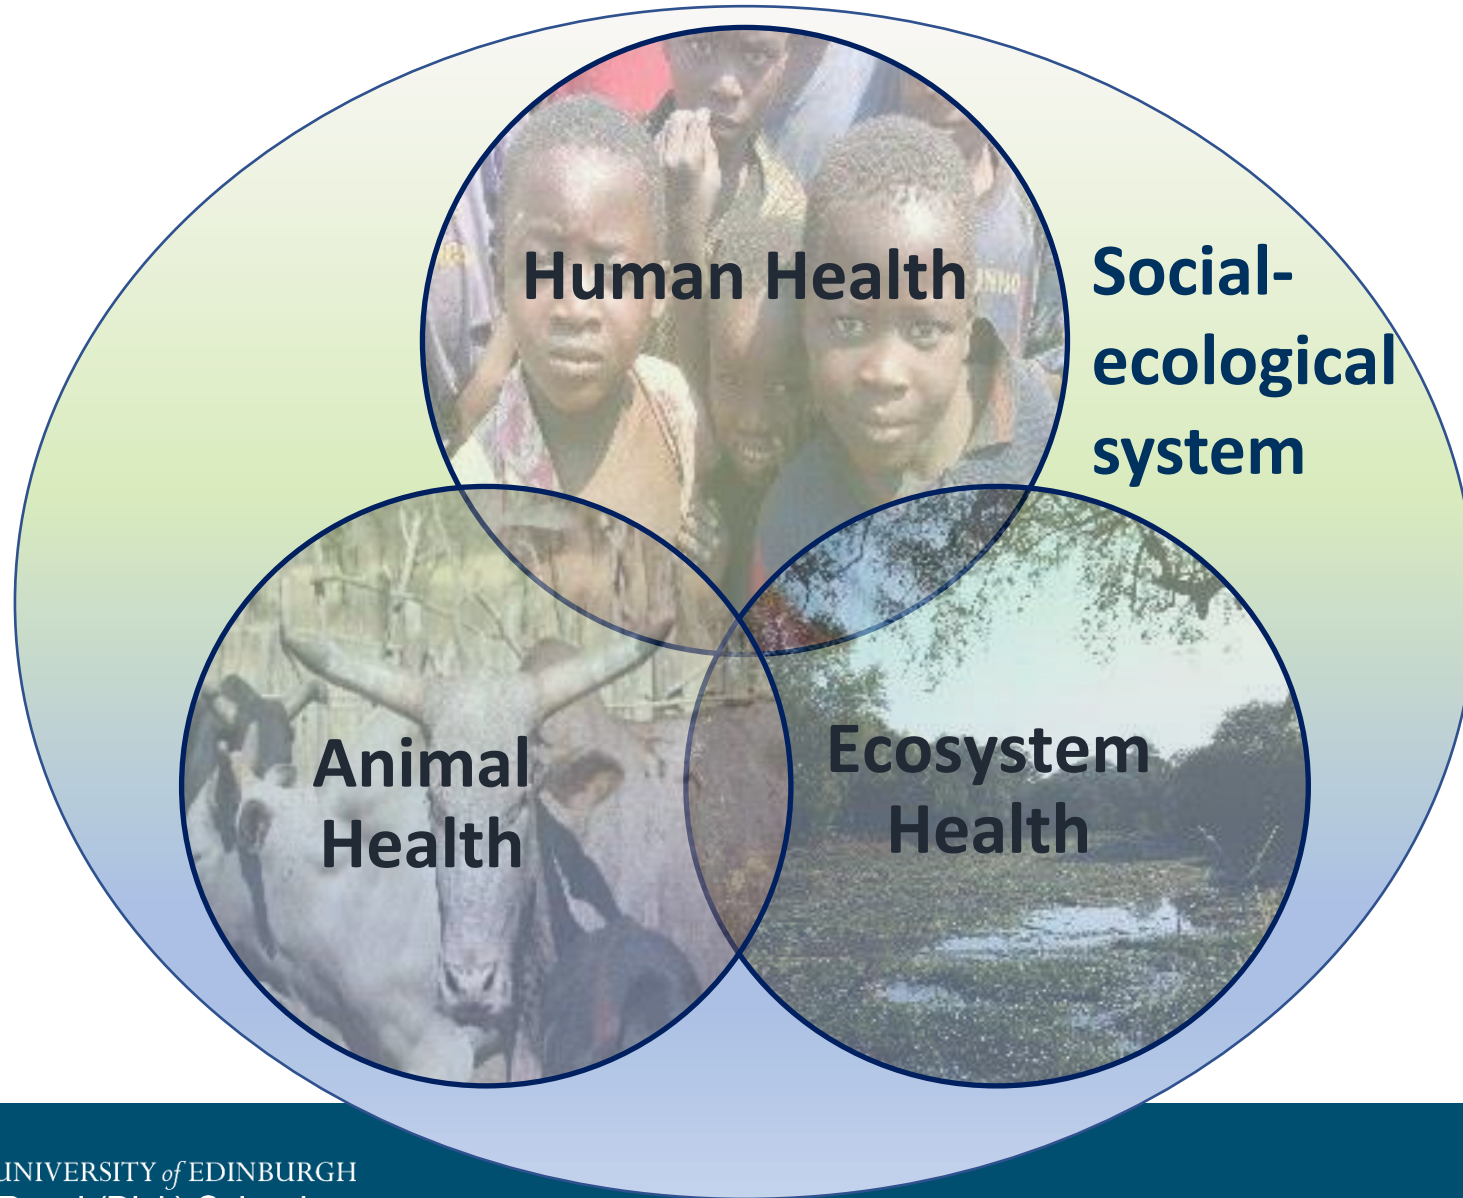 Human Health
Social-
ecological
system
Animal
Health
Ecosystem
Health
UNIVERSITY of EDINBURGH